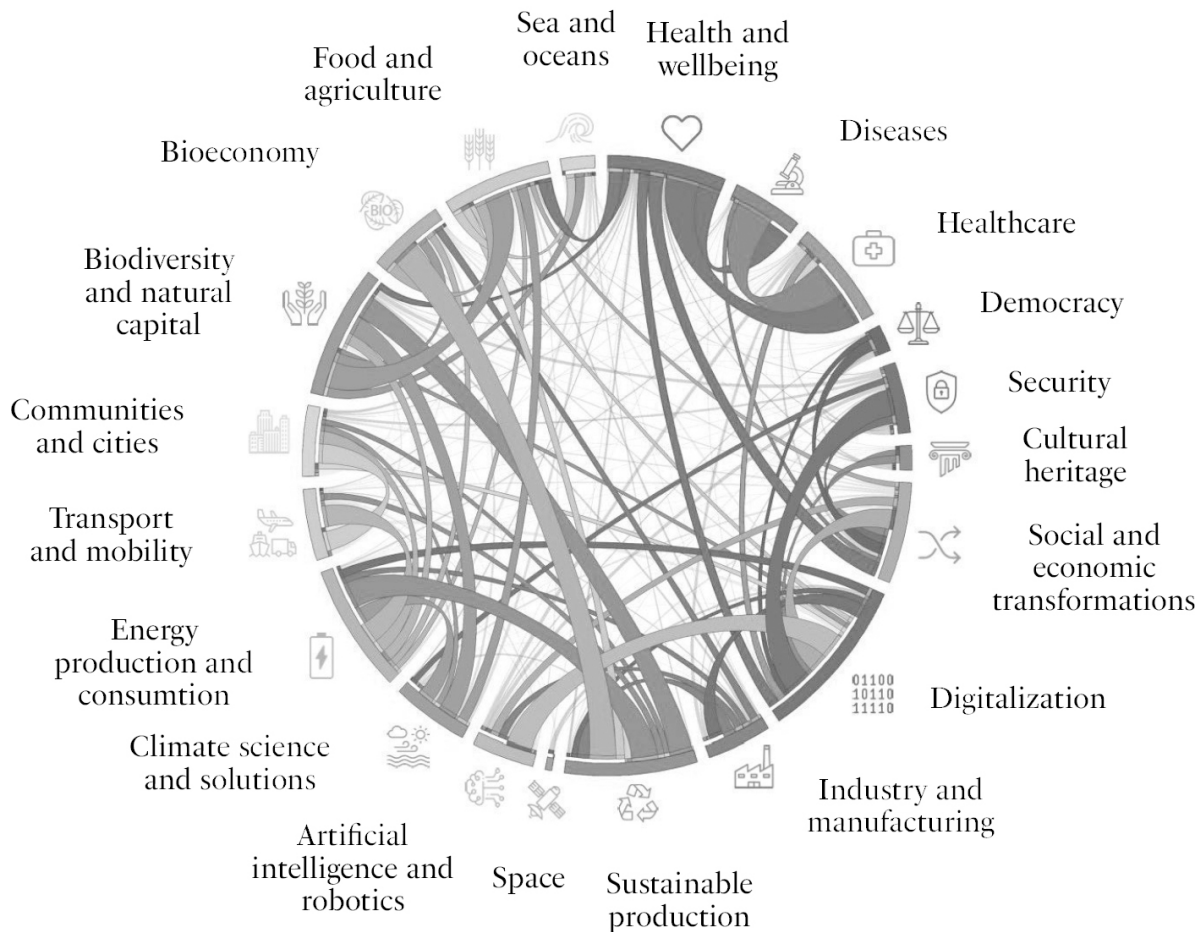 Sea and
oceans
Health and
wellbeing
Food and
agriculture
Diseases
Bioeconomy
BIO
Healthcare
Biodiversity
and natural
capital
Democracy
Security
Communities
and cities
Cultural
heritage
Transport
and mobility
Social and
economic
transformations
Energy
production and
consumtion
01100
10110
11110
Digitalization
Climate science
and solutions
Industry and
manufacturing
Artificial
intelligence and
robotics
Space
Sustainable
production